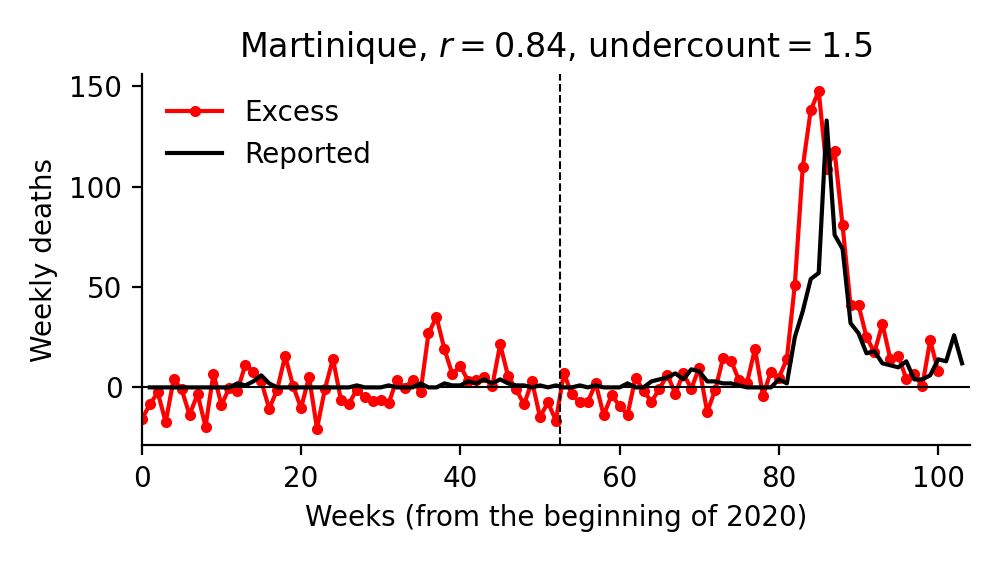 Martinique, r = 0.84, undercount = 1.5
Excess
Reported
Weekly deaths
150
100
50
0
0 20 40 60 80 100
Weeks (from the beginning of 2020)